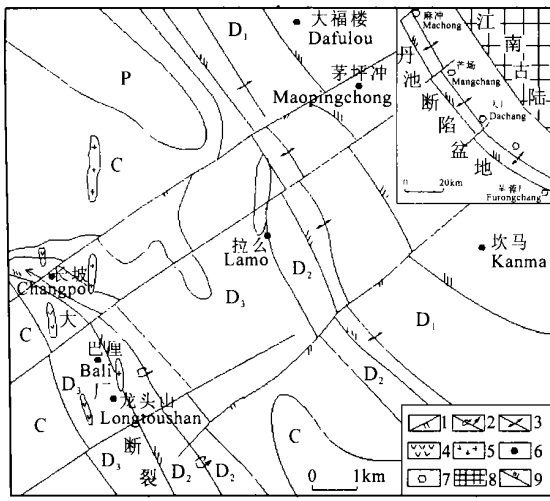 D₁
大福楼
Dafulou
茅坪冲
Maopingchong
P
C
拉么
Lamo
坎马
Kanma
D₃
D₂
D₁
D₂
长坡
Changpo
大
厂
断
裂
C
巴厘
Bali
D₃
龙头山
Longtoushan
C
D₃
D₂
D₂
C
0 1km
麻冲
Machong
芒场
Mangchang
Dachang
Furongchang
江
南
古
陆
丹
池
断
陷
盆
地
0 20km
1 2 3
4 5 6
7 8 9